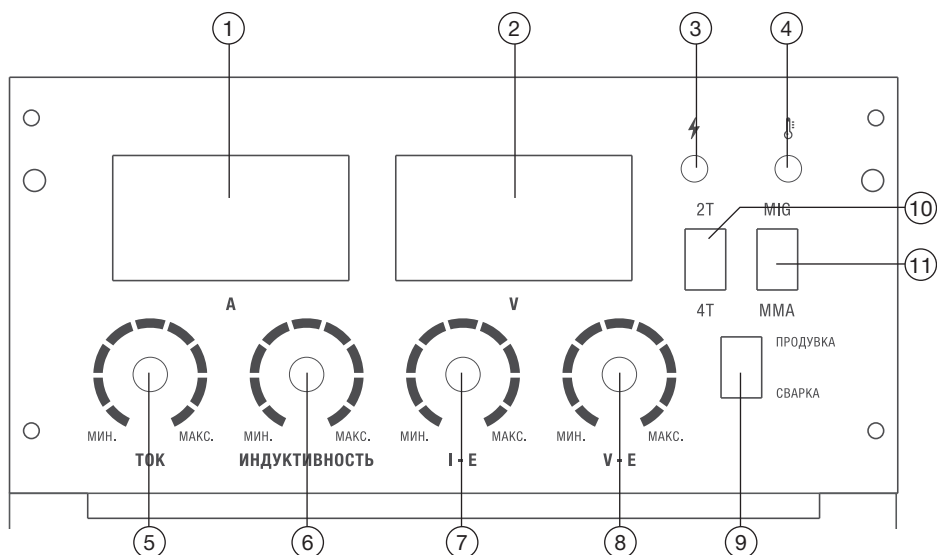 1 2 3 4
2T MIG 10
11
A V 4T MMA
ПРОДУВКА
СВАРКА
МИН. МАКС. МИН. МАКС. МИН. МАКС. МИН. МАКС.
ТОК ИНДУКТИВНОСТЬ I - E V - E
5 6 7 8 9